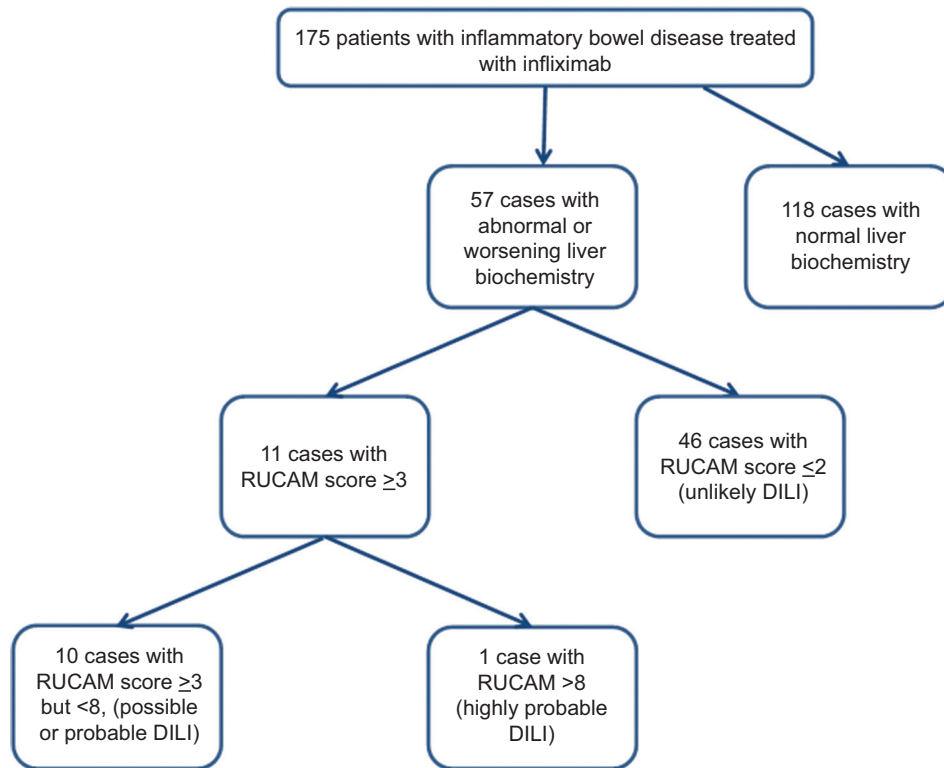 175 patients with inflammatory bowel disease treated
with infliximab
57 cases with
abnormal or
worsening liver
biochemistry
118 cases with
normal liver
biochemistry
11 cases with
RUCAM score ≥3
46 cases with
RUCAM score ≤2
(unlikely DILI)
10 cases with
RUCAM score ≥3
but <8, (possible
or probable DILI)
1 case with
RUCAM >8
(highly probable
DILI)